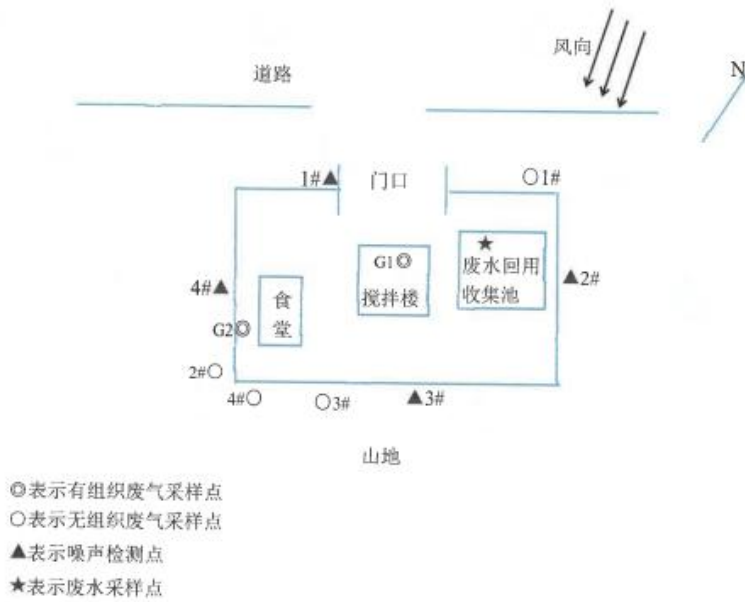 风向
道路
N
1#▲
门口
○1#
G1◎
搅拌楼
★
废水回用
收集池
▲2#
4#▲
食
堂
G2◎
2#○
4#○
○3#
▲3#
山地
◎表示有组织废气采样点
○表示无组织废气采样点
▲表示噪声检测点
★表示废水采样点